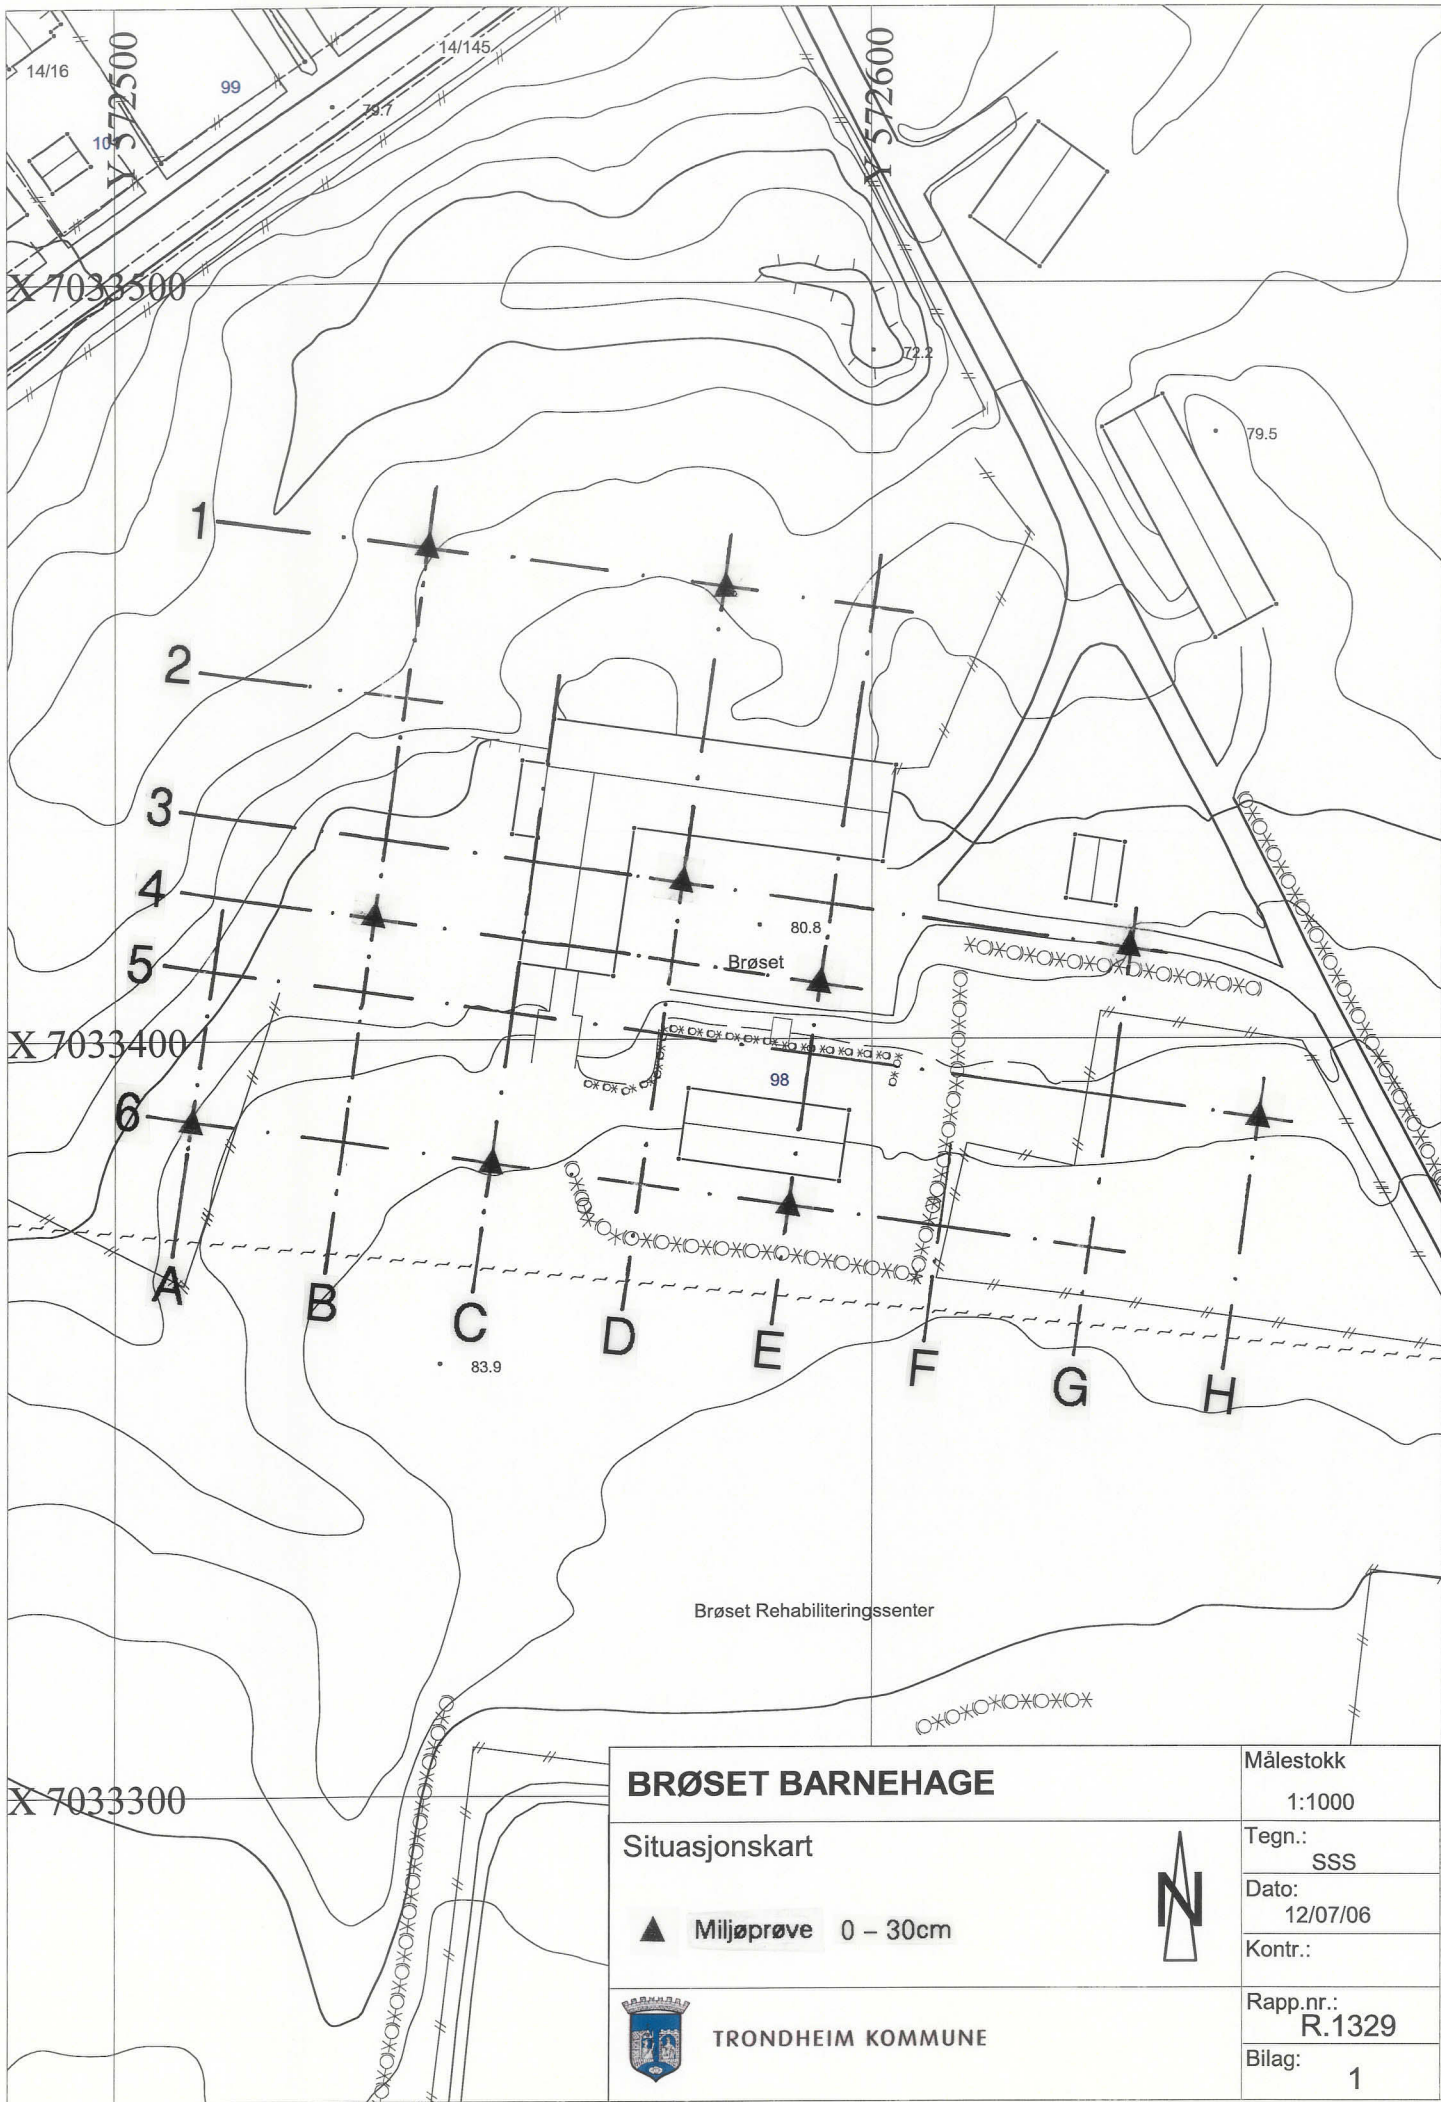 14/16
99
14/145
79.7
10
Y 572500
Y 572600
X 7033500
72.2
79.5
1
2
3
4
80.8
5
Brøset
X 7033400
98
6
A
B
C
D
E
F
G
H
83.9
Brøset Rehabiliteringssenter
X 7033300
BRØSET BARNEHAGE
Målestokk
1:1000
Situasjonskart
Tegn.:
SSS
N
Dato:
12/07/06
Miljøprøve 0 – 30cm
Kontr.:
Rapp.nr.:
R.1329
TRONDHEIM KOMMUNE
Bilag:
1